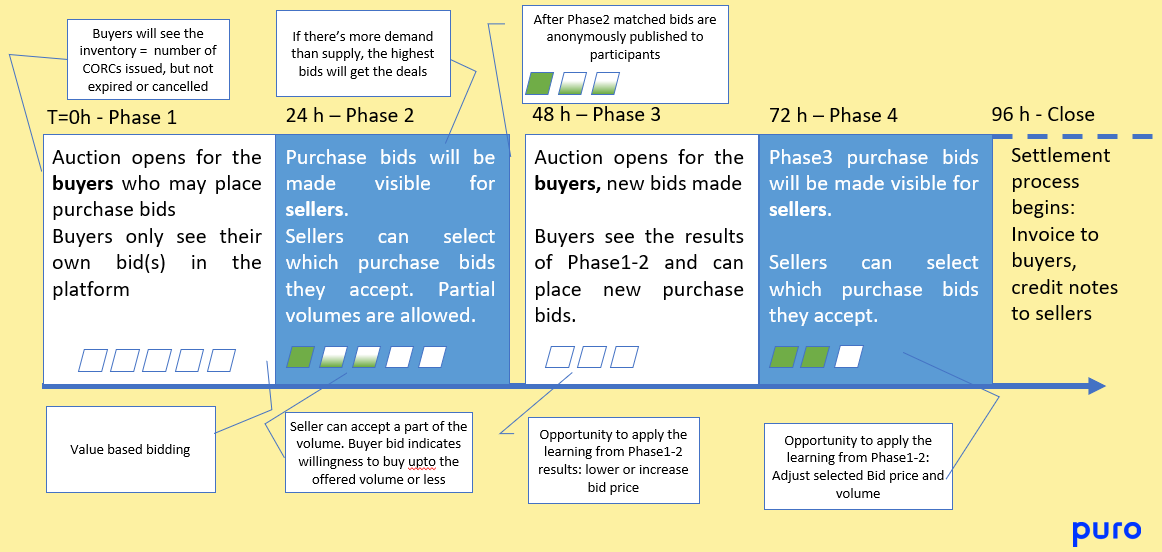 Buyers will see the
inventory = number of
CORCs issued, but not
expired or cancelled
If there's more demand
than supply, the highest
bids will get the deals
After Phase2 matched bids are
anonymously published to
participants
T=0h - Phase 1
24 h – Phase 2
48 h – Phase 3
72 h – Phase 4
96 h - Close
Auction opens for the
buyers who may place
purchase bids
Buyers only see their
own bid(s) in the
platform
Purchase bids will be
made visible for
sellers.
Sellers can select
which purchase bids
they accept. Partial
volumes are allowed.
Auction opens for the
buyers, new bids made
Buyers see the results
of Phase1-2 and can
place new purchase
bids.
Phase3 purchase bids
will be made visible for
sellers.
Sellers can select
which purchase bids
they accept.
Settlement
process
begins:
Invoice to
buyers,
credit notes
to sellers
Value based bidding
Seller can accept a part of the
volume. Buyer bid indicates
willingness to buy upto the
offered volume or less
Opportunity to apply the
learning from Phase1-2
results: lower or increase
bid price
Opportunity to apply the
learning from Phase1-2:
Adjust selected Bid price and
volume
puro